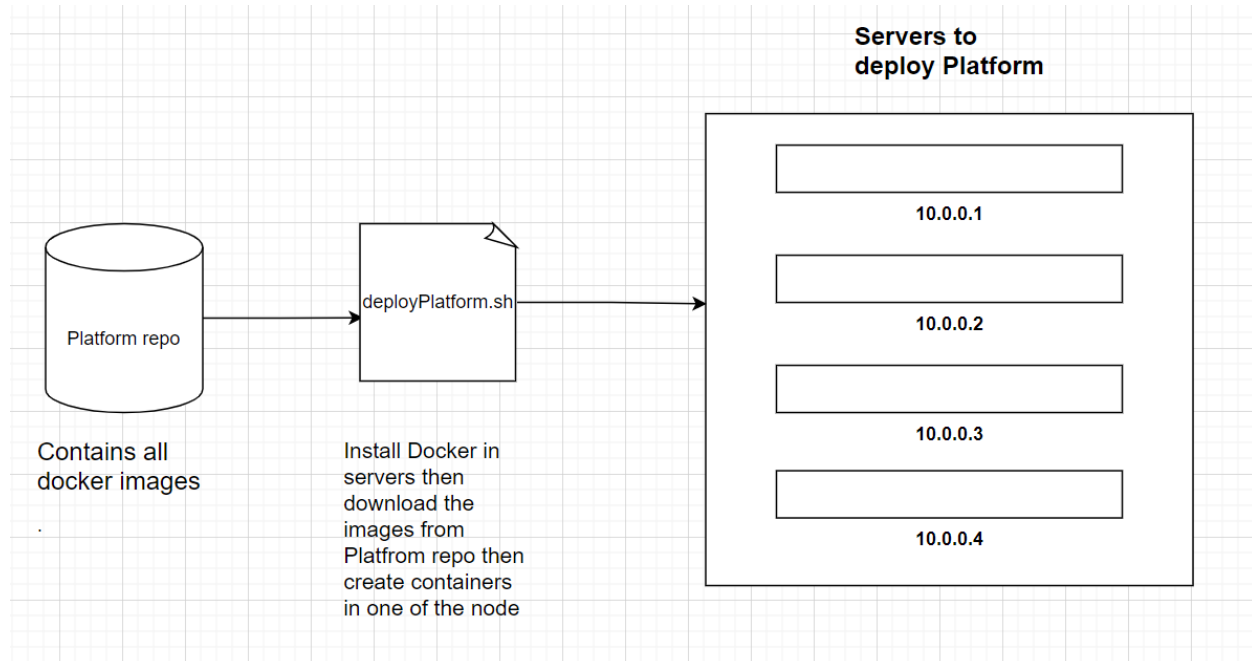 Servers to
deploy Platform
10.0.0.1
10.0.0.2
10.0.0.3
10.0.0.4
Platform repo
Contains all
docker images
.
deployPlatform.sh
Install Docker in
servers then
download the
images from
Platfrom repo then
create containers
in one of the node